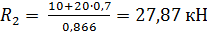 R₂ = (10+20·0,7)/0,866 = 27,87 кН